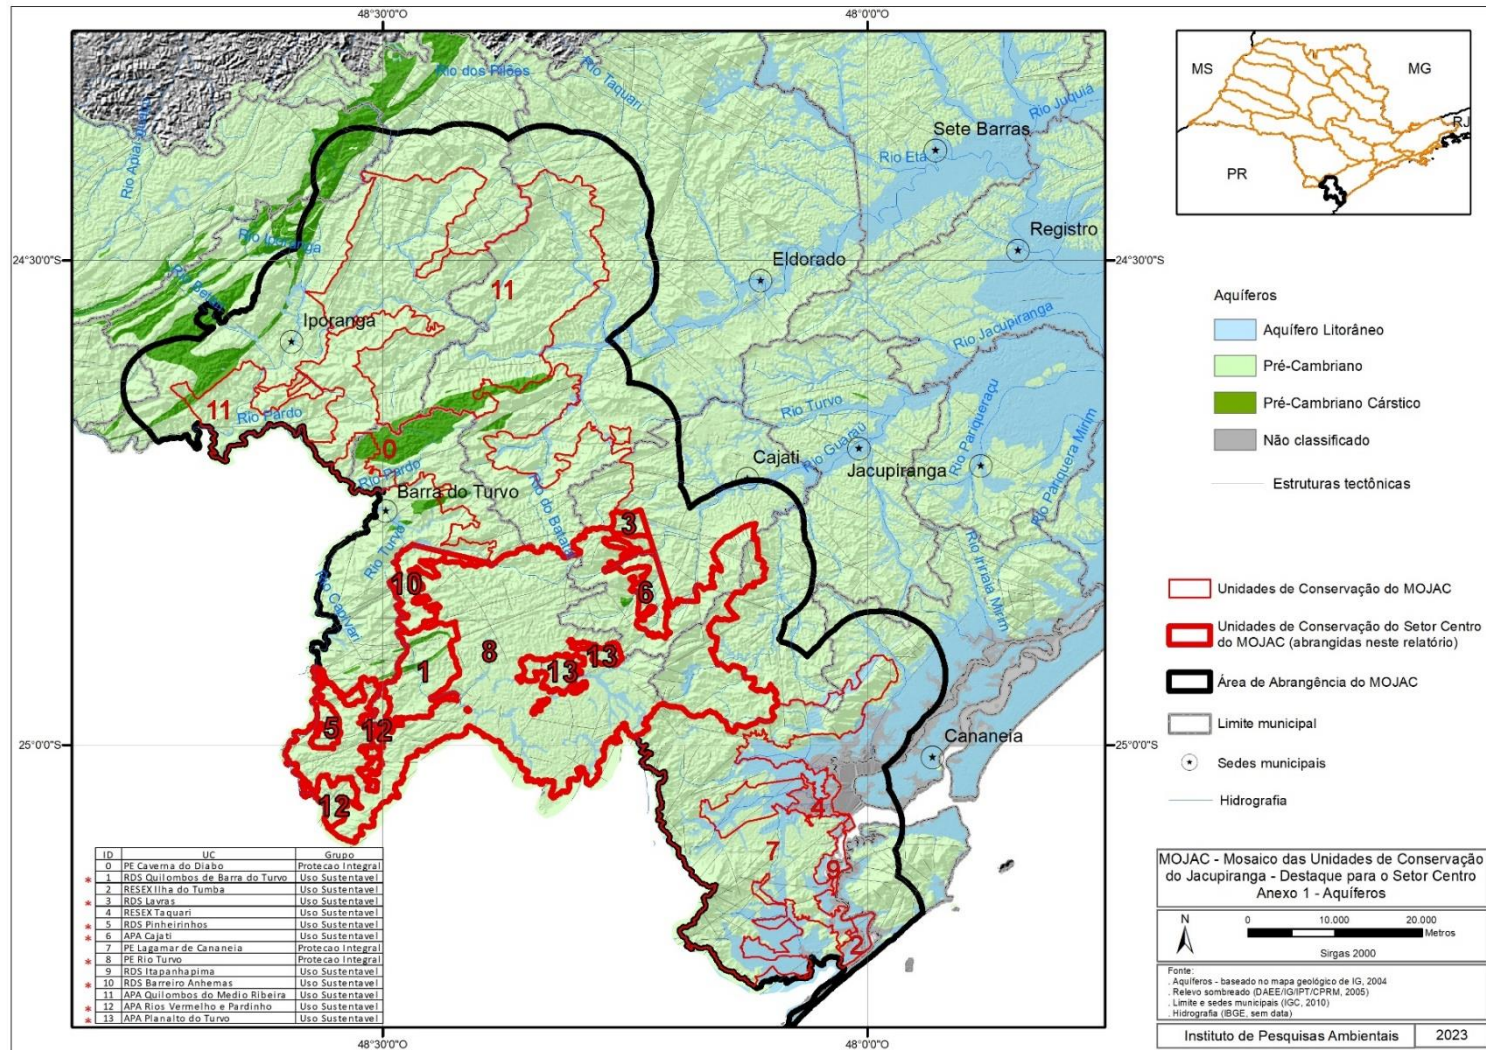 48°30'0"O
48°0'0"O
24°30'0"S
24°30'0"S
25°0'0"S
25°0'0"S
48°30'0"O
48°0'0"O
Rio dos Pilões
Rio Taquari
Rio Juquiá
Sete Barras
Rio Etá
Registro
Rio Iporanga
Eldorado
11
Rio Betari
Iporanga
Rio Jacupiranga
11
Rio Pardo
Rio Turvo
Rio Guaraú
Rio Pariqueraçu
Rio Pariquera Mirim
0
Rio Pardo
Cajati
Jacupiranga
Barra do Turvo
Rio do Batatal
3
Rio Turvo
10
6
Rio Capivari
8
13
13
1
5
12
12
Cananeia
4
7
9
2
MS
MG
RJ
PR
Aquíferos
Aquífero Litorâneo
Pré-Cambriano
Pré-Cambriano Cárstico
Não classificado
Estruturas tectônicas
Unidades de Conservação do MOJAC
Unidades de Conservação do Setor Centro
do MOJAC (abrangidas neste relatório)
Área de Abrangência do MOJAC
Limite municipal
Sedes municipais
Hidrografia
ID UC Grupo
0 PE Caverna do Diabo Protecao Integral
* 1 RDS Quilombos de Barra do Turvo Uso Sustentavel
2 RESEX Ilha do Tumba Uso Sustentavel
* 3 RDS Lavras Uso Sustentavel
4 RESEX Taquari Uso Sustentavel
* 5 RDS Pinheirinhos Uso Sustentavel
* 6 APA Cajati Uso Sustentavel
7 PE Lagamar de Cananeia Protecao Integral
* 8 PE Rio Turvo Protecao Integral
9 RDS Itapanhapima Uso Sustentavel
* 10 RDS Barreiro Anhemas Uso Sustentavel
11 APA Quilombos do Medio Ribeira Uso Sustentavel
* 12 APA Rios Vermelho e Pardinho Uso Sustentavel
* 13 APA Planalto do Turvo Uso Sustentavel
MOJAC - Mosaico das Unidades de Conservação
do Jacupiranga - Destaque para o Setor Centro
Anexo 1 - Aquíferos
N
0 10.000 20.000
Metros
Sirgas 2000
Fonte:
. Aquíferos - baseado no mapa geológico de IG, 2004
. Relevo sombreado (DAEE/IG/IPT/CPRM, 2005)
. Limite e sedes municipais (IGC, 2010)
. Hidrografia (IBGE, sem data)
Instituto de Pesquisas Ambientais 2023